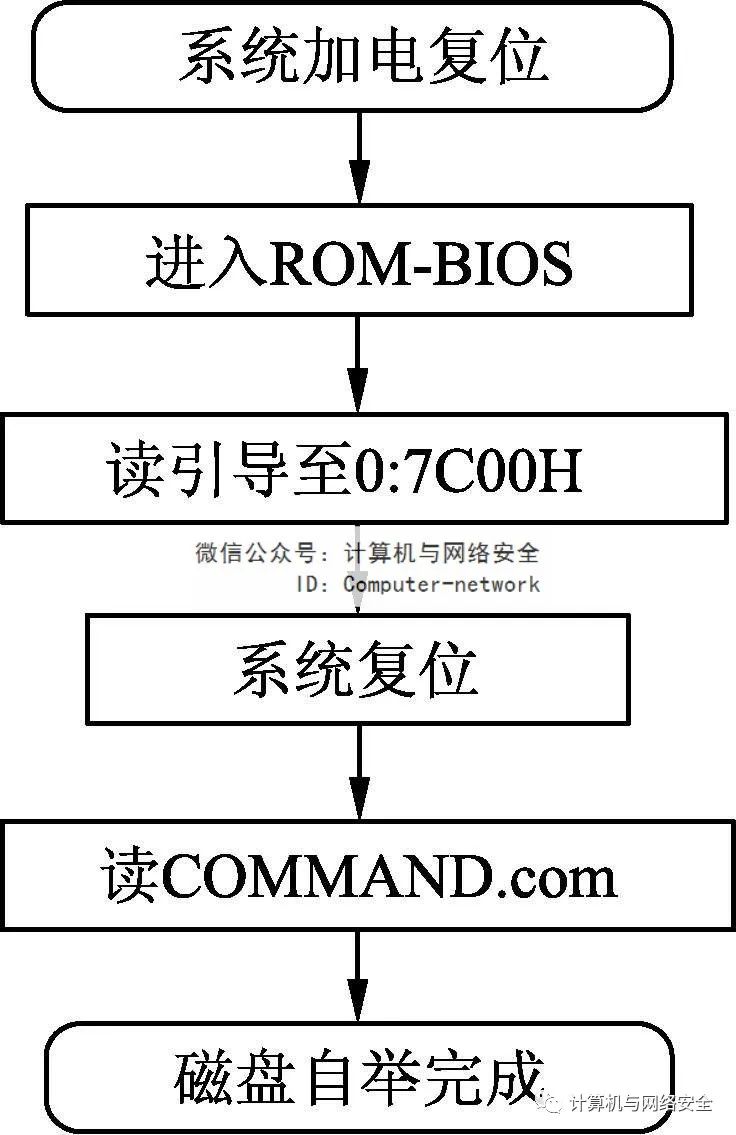 系统加电复位
进入ROM-BIOS
读引导至0:7C00H
微信公众号：计算机与网络安全
ID：Computer-network
系统复位
读COMMAND.com
磁盘自举完成
计算机与网络安全